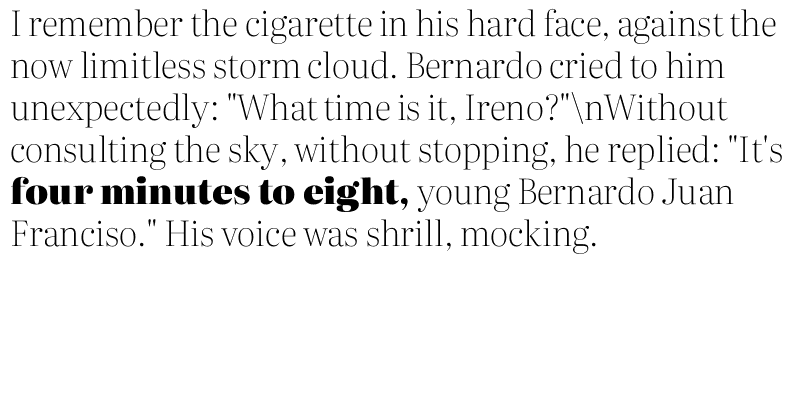 I remember the cigarette in his hard face, against the
now limitless storm cloud. Bernardo cried to him
unexpectedly: "What time is it, Ireno?"\nWithout
consulting the sky, without stopping, he replied: "It's
four minutes to eight, young Bernardo Juan
Franciso." His voice was shrill, mocking.